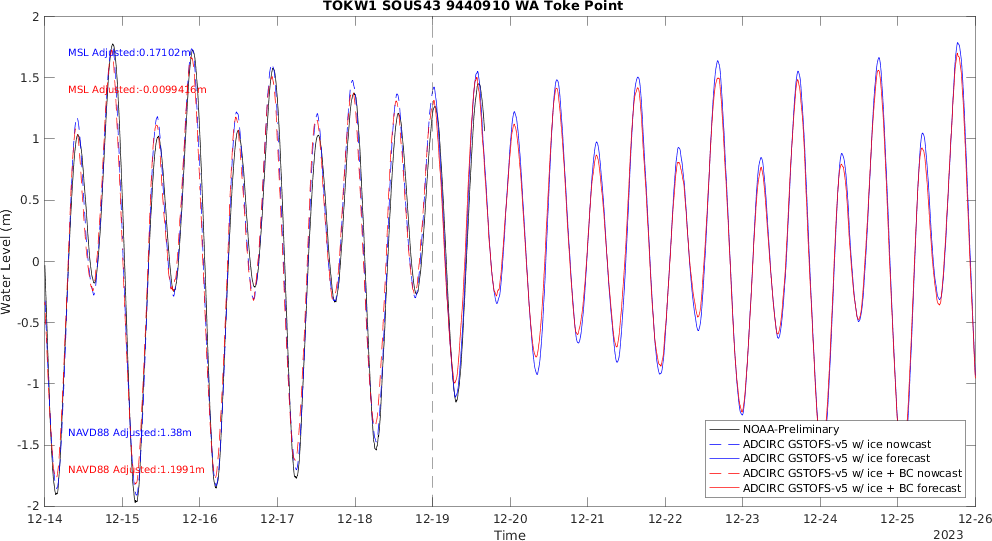 TOKW1 SOUS43 9440910 WA Toke Point
2
1.5
1
0.5
0
-0.5
-1
-1.5
-2
Water Level (m)
MSL Adjusted:0.17102m
MSL Adjusted:-0.0099416m
NAVD88 Adjusted:1.38m
NAVD88 Adjusted:1.1991m
NOAA-Preliminary
ADCIRC GSTOFS-v5 w/ ice nowcast
ADCIRC GSTOFS-v5 w/ ice forecast
ADCIRC GSTOFS-v5 w/ ice + BC nowcast
ADCIRC GSTOFS-v5 w/ ice + BC forecast
12-14 12-15 12-16 12-17 12-18 12-19 12-20 12-21 12-22 12-23 12-24 12-25 12-26
Time
2023